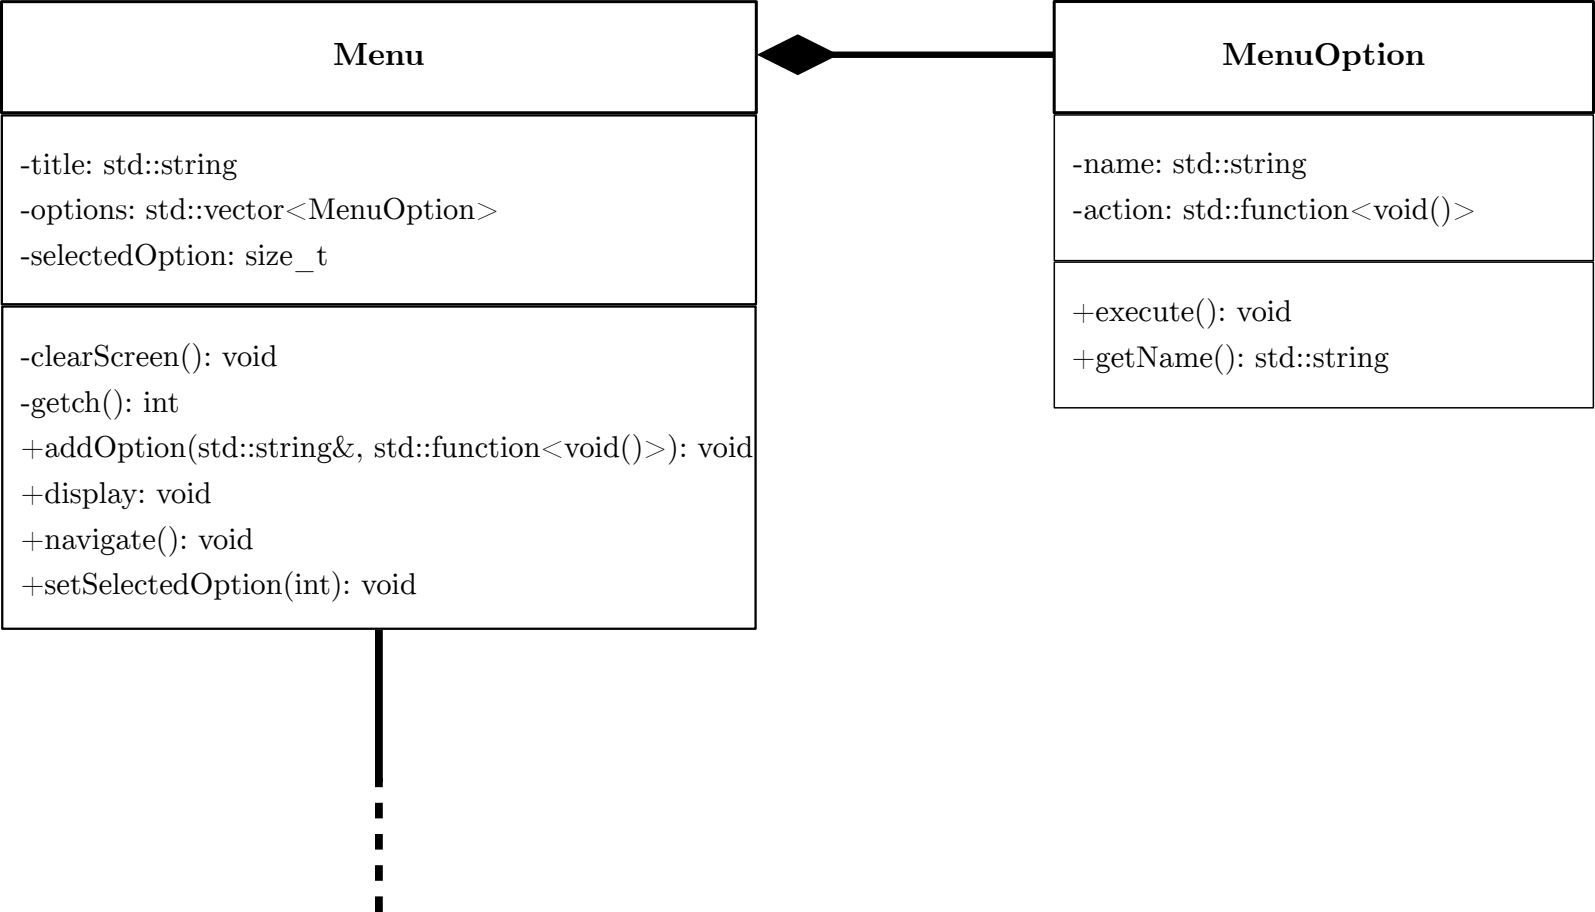 Menu
-title: std::string
-options: std::vector<MenuOption>
-selectedOption: size_t
-clearScreen(): void
-getch(): int
+addOption(std::string&, std::function<void()>): void
+display: void
+navigate(): void
+setSelectedOption(int): void
MenuOption
-name: std::string
-action: std::function<void()>
+execute(): void
+getName(): std::string